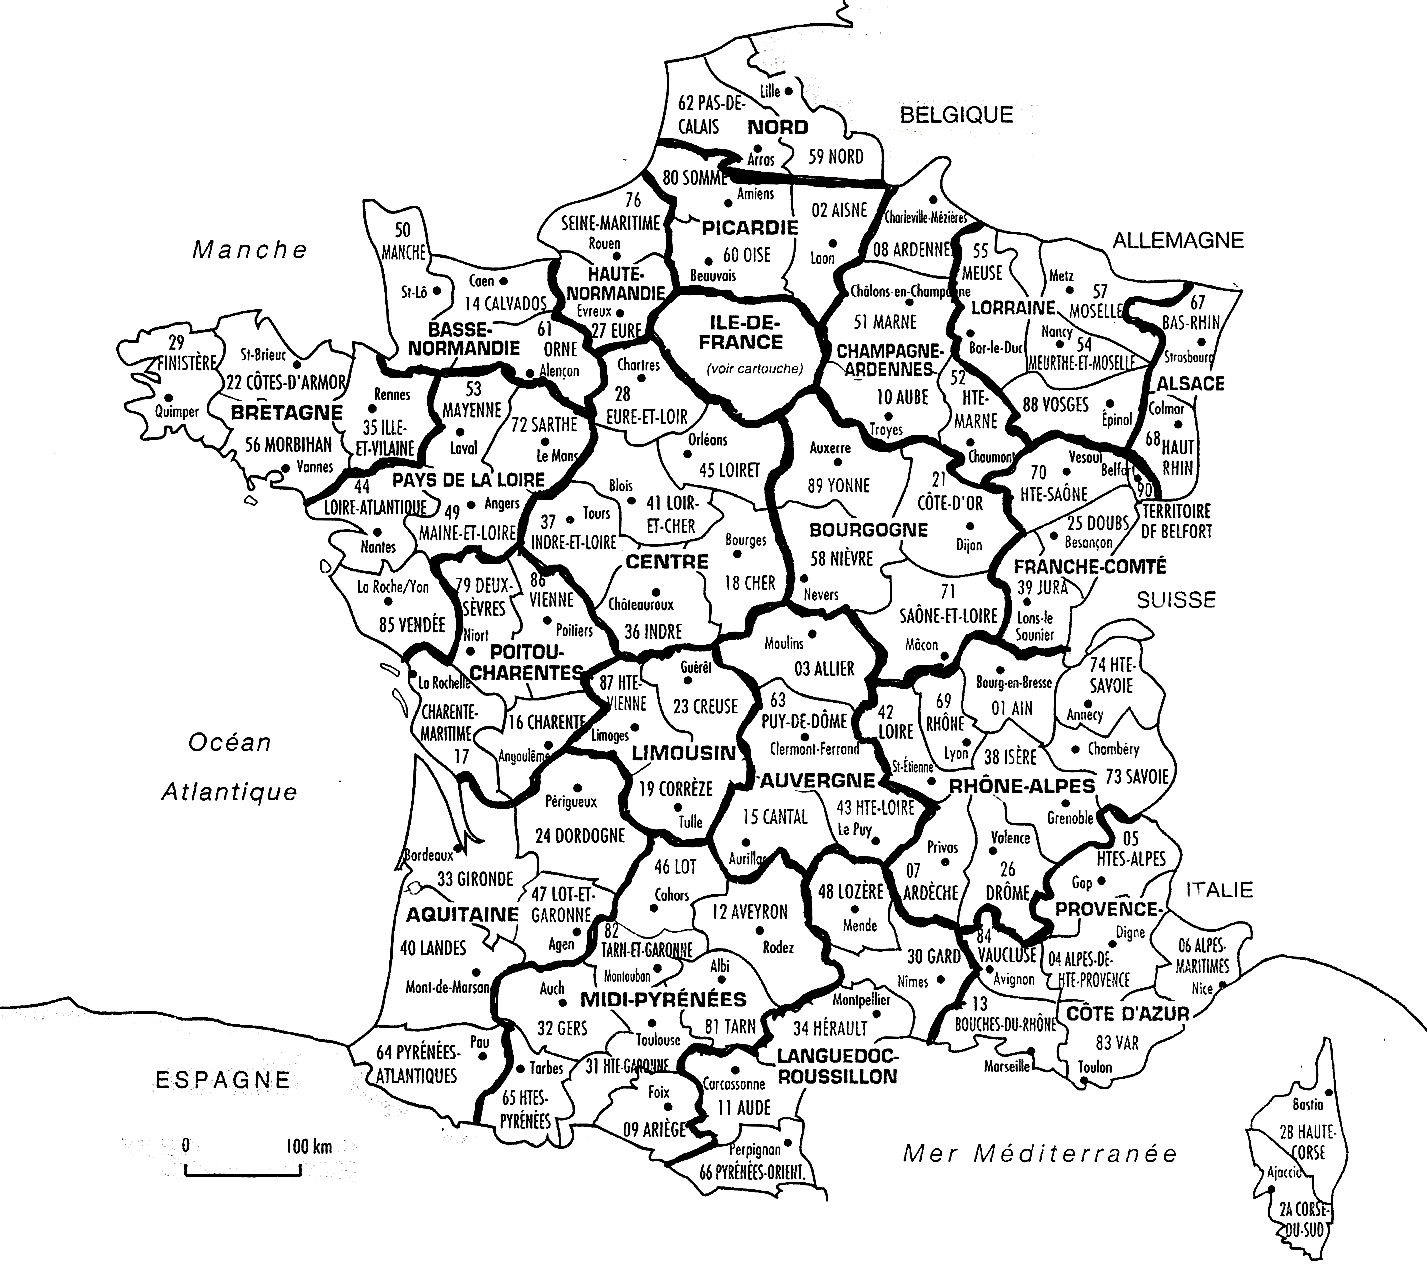 Lille
BELGIQUE
62 PAS-DE-
CALAIS
NORD
Arras
59 NORD
80 SOMME
Amiens
76
SEINE-MARITIME
Rouen
PICARDIE
02 AISNE
60 OISE
Laon
Beauvais
Charleville-Mézières
08 ARDENNES
50
MANCHE
Manche
ALLEMAGNE
55
MEUSE
Metz
57
MOSELLE
67
BAS-RHIN
Strasbourg
St-Lô
Caen
14 CALVADOS
HAUTE-
NORMANDIE
Evreux
27 EURE
Châlons-en-Champagne
51 MARNE
LORRAINE
Nancy
54
MEURTHE-ET-MOSELLE
Bar-le-Duc
BASSE-
NORMANDIE
61
ORNE
Alençon
ILE-DE-
FRANCE
(voir cartouche)
CHAMPAGNE-
ARDENNES
10 AUBE
Troyes
52
HTE-
MARNE
Chaumont
88 VOSGES
Épinal
ALSACE
Colmar
68
HAUT
RHIN
29
FINISTÈRE
Quimper
St-Brieuc
22 CÔTES-D'ARMOR
BRETAGNE
56 MORBIHAN
Vannes
Rennes
35 ILLE-
ET-VILAINE
53
MAYENNE
Laval
72 SARTHE
Le Mans
Chartres
28
EURE-ET-LOIR
Orléans
45 LOIRET
Auxerre
89 YONNE
21
CÔTE-D'OR
Dijon
70
HTE-SAÔNE
Vesoul
Belfort
90
TERRITOIRE
DE BELFORT
PAYS DE LA LOIRE
44
LOIRE-ATLANTIQUE
Nantes
49
MAINE-ET-LOIRE
Angers
37
INDRE-ET-LOIRE
Tours
Blois
41 LOIR-
ET-CHER
BOURGOGNE
58 NIÈVRE
Nevers
25 DOUBS
Besançon
FRANCHE-COMTÉ
39 JURA
Lons-le
Saunier
SUISSE
CENTRE
Bourges
18 CHER
Châteauroux
36 INDRE
71
SAÔNE-ET-LOIRE
Mâcon
La Roche/Yon
85 VENDÉE
79 DEUX-
SÈVRES
Niort
86
VIENNE
Poitiers
POITOU-
CHARENTES
La Rochelle
CHARENTE-
MARITIME
17
16 CHARENTE
Angoulême
Moulins
03 ALLIER
Guérêt
23 CREUSE
87 HTE-
VIENNE
Limoges
LIMOUSIN
19 CORRÈZE
Tulle
63
PUY-DE-DÔME
Clermont-Ferrand
AUVERGNE
15 CANTAL
Aurillac
43 HTE-LOIRE
Le Puy
42
LOIRE
St-Étienne
69
RHÔNE
Lyon
Bourg-en-Bresse
01 AIN
74 HTE-
SAVOIE
Annecy
Chambéry
73 SAVOIE
38 ISÈRE
RHÔNE-ALPES
Grenoble
Valence
26
DRÔME
Privas
07
ARDÈCHE
Océan
Atlantique
Périgueux
24 DORDOGNE
Bordeaux
33 GIRONDE
AQUITAINE
47 LOT-ET-
GARONNE
Agen
40 LANDES
Mont-de-Marsan
46 LOT
Cahors
12 AVEYRON
Rodez
48 LOZÈRE
Mende
05
HTES-ALPES
Gap
ITALIE
PROVENCE-
Digne
04 ALPES-DE-
HTE-PROVENCE
84
VAUCLUSE
Avignon
06 ALPES-
MARITIMES
Nice
82
TARN-ET-GARONNE
Montauban
Albi
30 GARD
Nîmes
MIDI-PYRÉNÉES
81 TARN
Toulouse
Auch
32 GERS
Montpellier
34 HÉRAULT
13
BOUCHES-DU-RHÔNE
Marseille
CÔTE D'AZUR
83 VAR
Toulon
ESPAGNE
64 PYRÉNÉES-
ATLANTIQUES
Pau
Tarbes
65 HTES-
PYRÉNÉES
31 HTE-GARONNE
Foix
09 ARIÈGE
LANGUEDOC-
ROUSSILLON
Carcassonne
11 AUDE
Perpignan
66 PYRÉNÉES-ORIENT.
Mer Méditerranée
Bastia
2B HAUTE-
CORSE
Ajaccio
2A CORSE-
DU-SUD
0
100 km